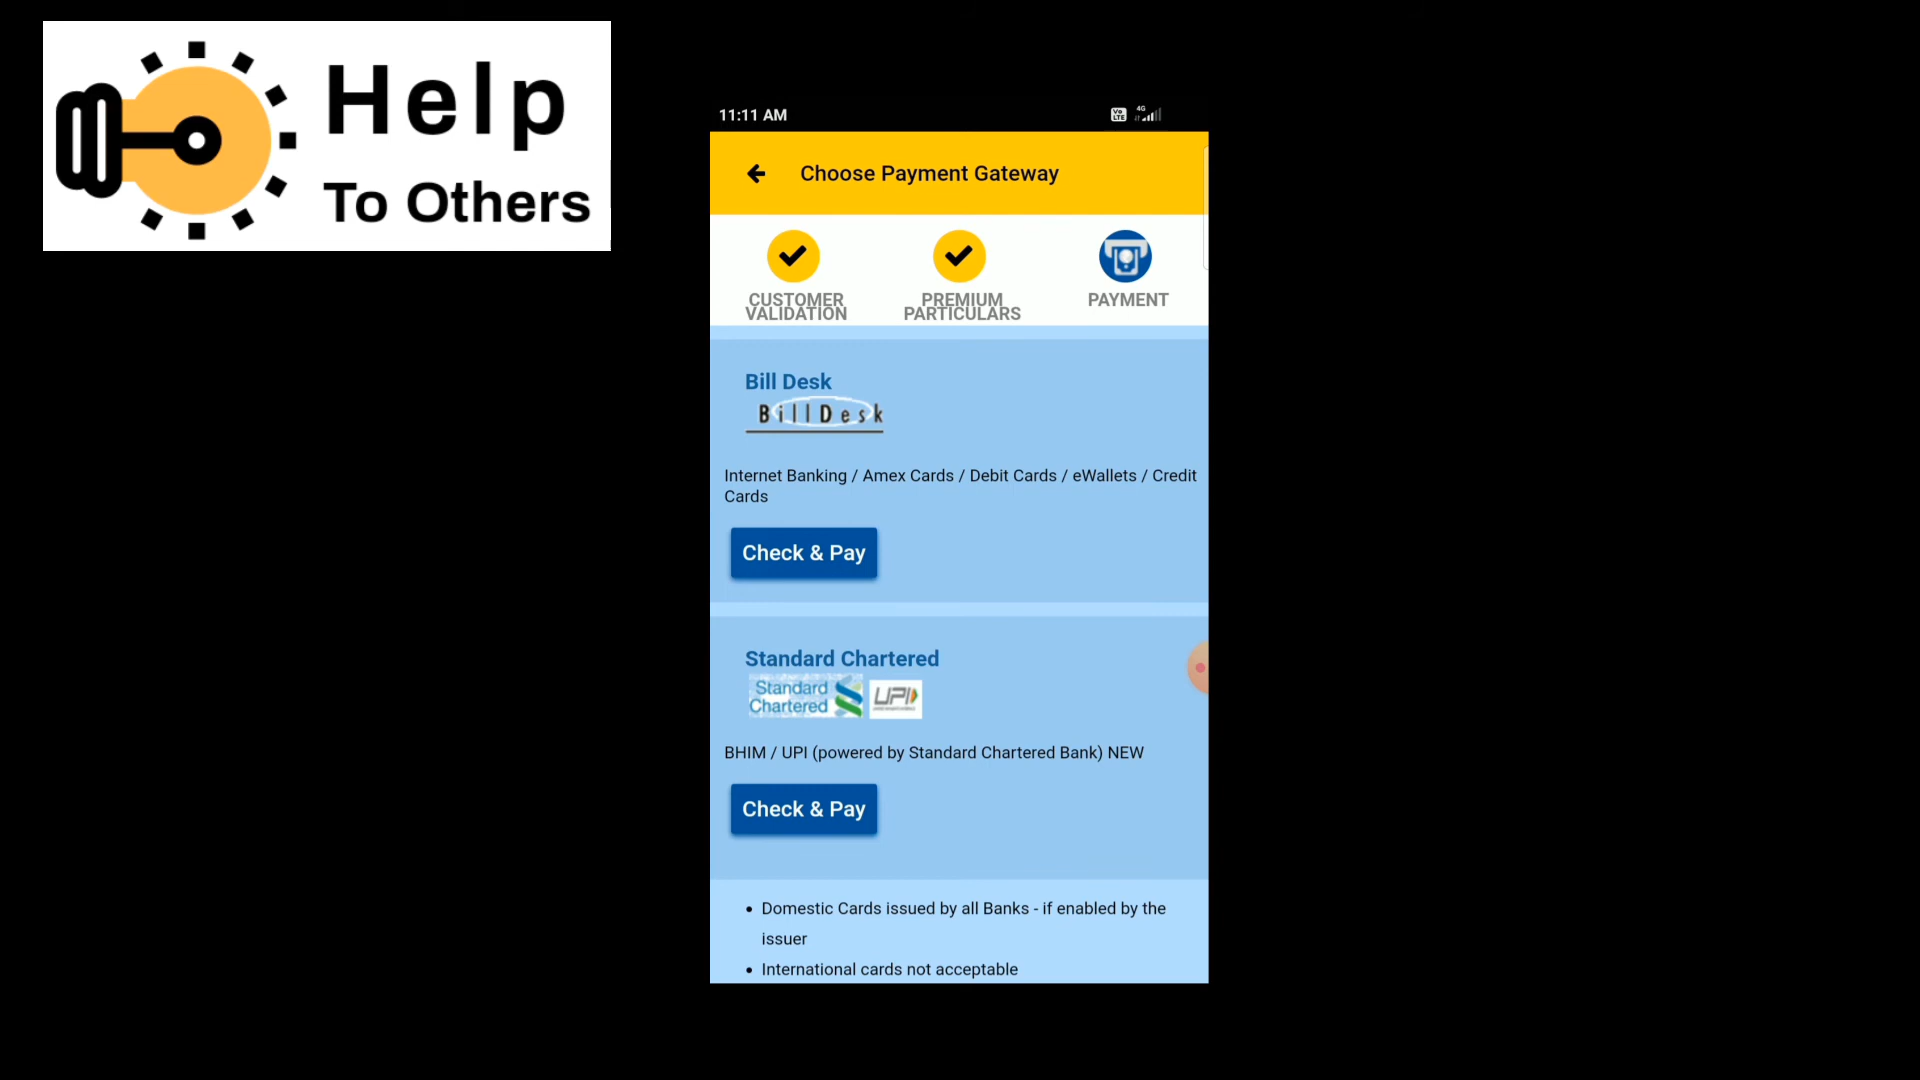 Help
To Others
11:11 AM
Vo
LTE
4G
Choose Payment Gateway
CUSTOMER
VALIDATION
PREMIUM
PARTICULARS
PAYMENT
Bill Desk
BillDesk
Internet Banking / Amex Cards / Debit Cards / eWallets / Credit
Cards
Check & Pay
Standard Chartered
Standard
Chartered
UPI
BHIM / UPI (powered by Standard Chartered Bank) NEW
Check & Pay
• Domestic Cards issued by all Banks - if enabled by the
issuer
• International cards not acceptable